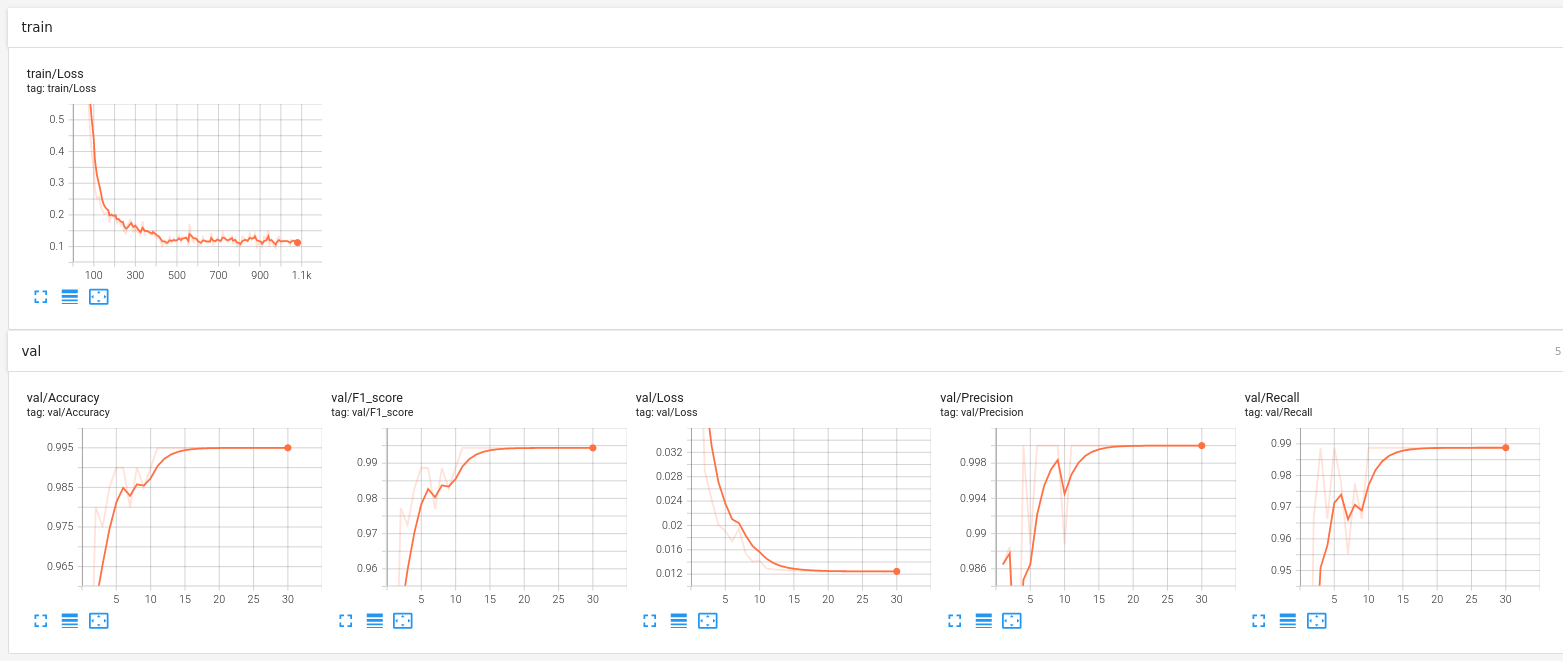 train
train/Loss
tag: train/Loss
0.5
0.4
0.3
0.2
0.1
100 300 500 700 900 1.1k
val
5
val/Accuracy
tag: val/Accuracy
0.995
0.985
0.975
0.965
5 10 15 20 25 30
val/F1_score
tag: val/F1_score
0.99
0.98
0.97
0.96
5 10 15 20 25 30
val/Loss
tag: val/Loss
0.032
0.028
0.024
0.02
0.016
0.012
5 10 15 20 25 30
val/Precision
tag: val/Precision
0.998
0.994
0.99
0.986
5 10 15 20 25 30
val/Recall
tag: val/Recall
0.99
0.98
0.97
0.96
0.95
5 10 15 20 25 30